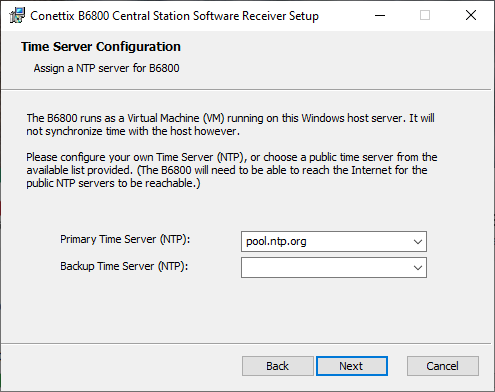 Conettix B6800 Central Station Software Receiver Setup
Time Server Configuration
Assign a NTP server for B6800
The B6800 runs as a Virtual Machine (VM) running on this Windows host server. It will
not synchronize time with the host however.
Please configure your own Time Server (NTP), or choose a public time server from the
available list provided. (The B6800 will need to be able to reach the Internet for the
public NTP servers to be reachable.)
Primary Time Server (NTP):
pool.ntp.org
Backup Time Server (NTP):
Back
Next
Cancel